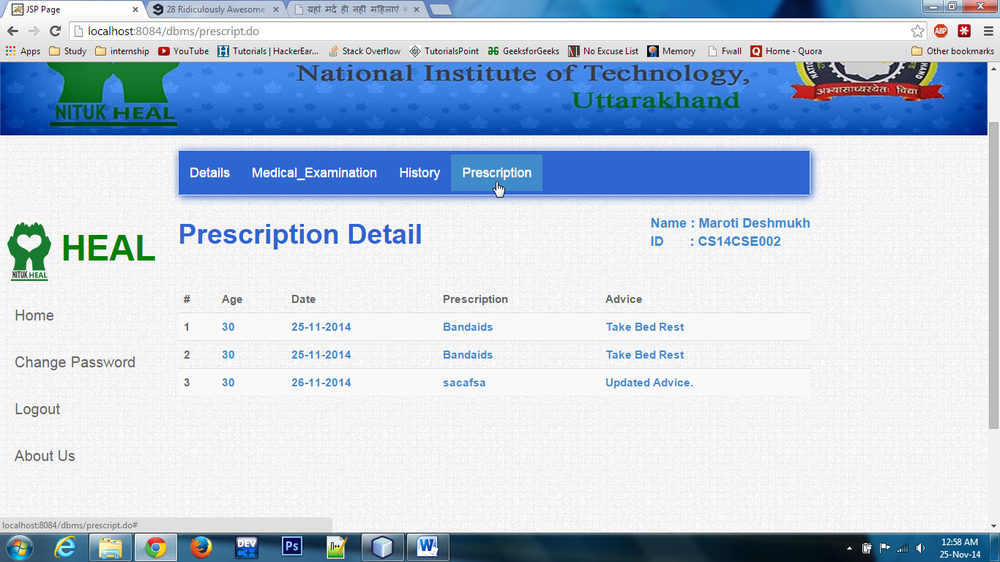 JSP Page
28 Ridiculously Awesome
यहां मर्द ही नहीं महिलाएं
localhost:8084/dbms/prescript.do
ABP
Apps Study internship YouTube Tutorials | HackerEar... Stack Overflow TutorialsPoint GeeksforGeeks No Excuse List Memory Fwall Home - Quora Other bookmarks
National Institute of Technology,
Uttarakhand
NITUK HEAL
अभ्यासाध्यरयेतः विद्या
Details Medical_Examination History Prescription
Prescription Detail
Name : Maroti Deshmukh
ID : CS14CSE002
HEAL
NITUK HEAL
# Age Date Prescription Advice
1 30 25-11-2014 Bandaids Take Bed Rest
2 30 25-11-2014 Bandaids Take Bed Rest
3 30 26-11-2014 sacafsa Updated Advice.
Home
Change Password
Logout
About Us
localhost:8084/dbms/prescript.do#
DEV
C++
Ps
12:58 AM
25-Nov-14